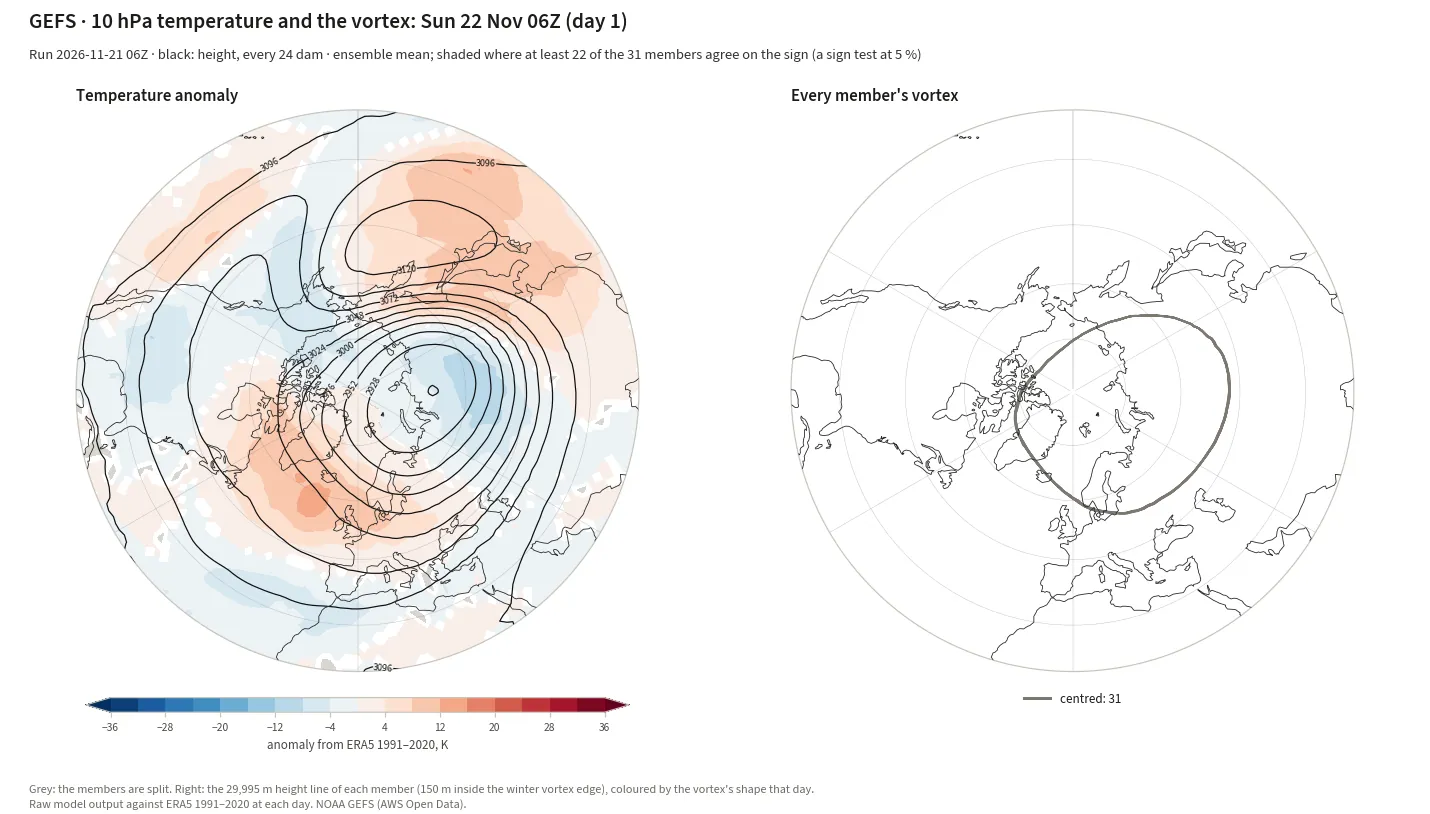 GEFS · 10 hPa temperature and the vortex: Sun 22 Nov 06Z (day 1)
Run 2026-11-21 06Z · black: height, every 24 dam · ensemble mean; shaded where at least 22 of the 31 members agree on the sign (a sign test at 5 %)
Temperature anomaly
Every member's vortex
3096
3096
3120
3072
3048
3024
3000
2952
2928
3096
centred: 31
−36 −28 −20 −12 −4 4 12 20 28 36
anomaly from ERA5 1991–2020, K
Grey: the members are split. Right: the 29,995 m height line of each member (150 m inside the winter vortex edge), coloured by the vortex's shape that day.
Raw model output against ERA5 1991–2020 at each day. NOAA GEFS (AWS Open Data).